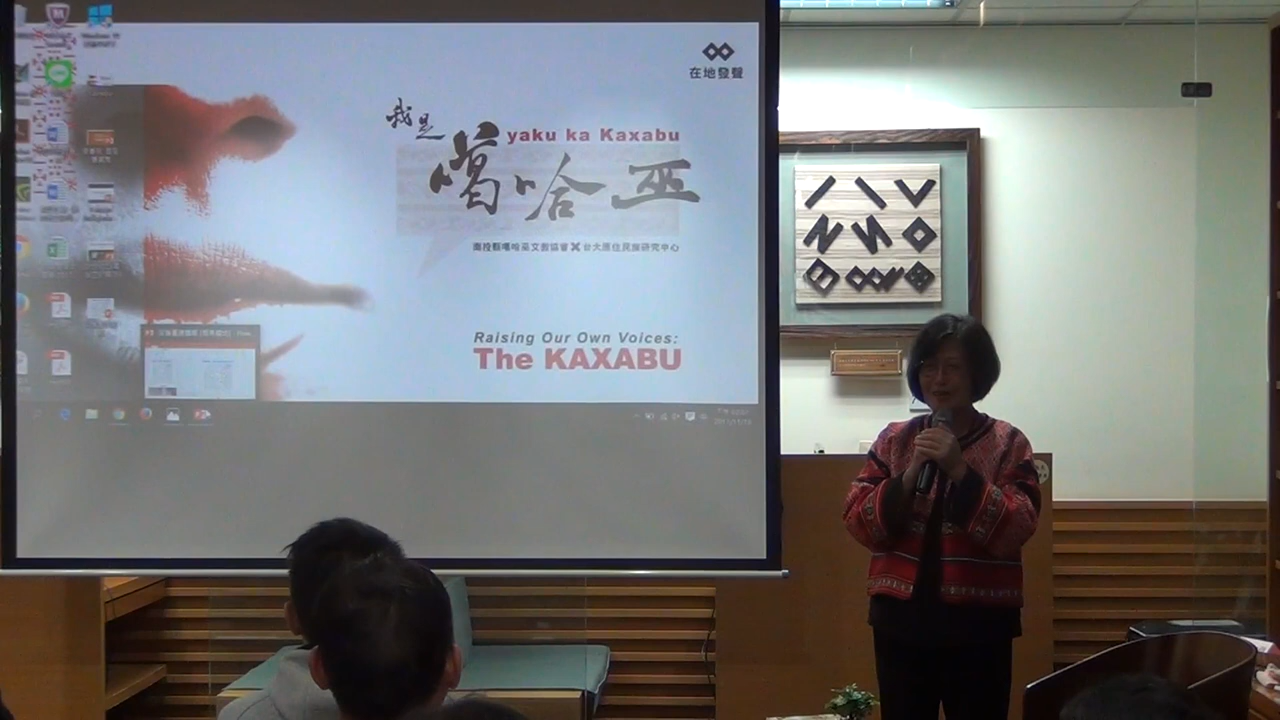 在地發聲
我是
yaku ka Kaxabu
噶哈巫
南投縣噶哈巫文教協會✖台大原住民族研究中心
Raising Our Own Voices:
The KAXABU